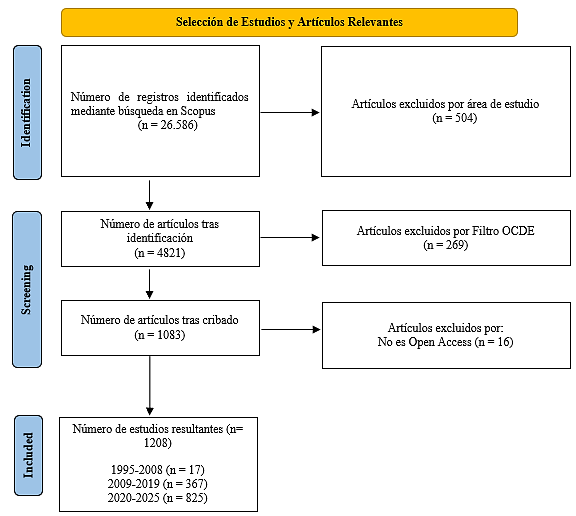 Selección de Estudios y Artículos Relevantes
Identification
Número de registros identificados
mediante búsqueda en Scopus
(n = 26.586)
Artículos excluidos por área de estudio
(n = 504)
Screening
Número de artículos tras
identificación
(n = 4821)
Artículos excluidos por Filtro OCDE
(n = 269)
Número de artículos tras cribado
(n = 1083)
Artículos excluidos por:
No es Open Access (n = 16)
Included
Número de estudios resultantes (n=
1208)
1995-2008 (n = 17)
2009-2019 (n = 367)
2020-2025 (n = 825)